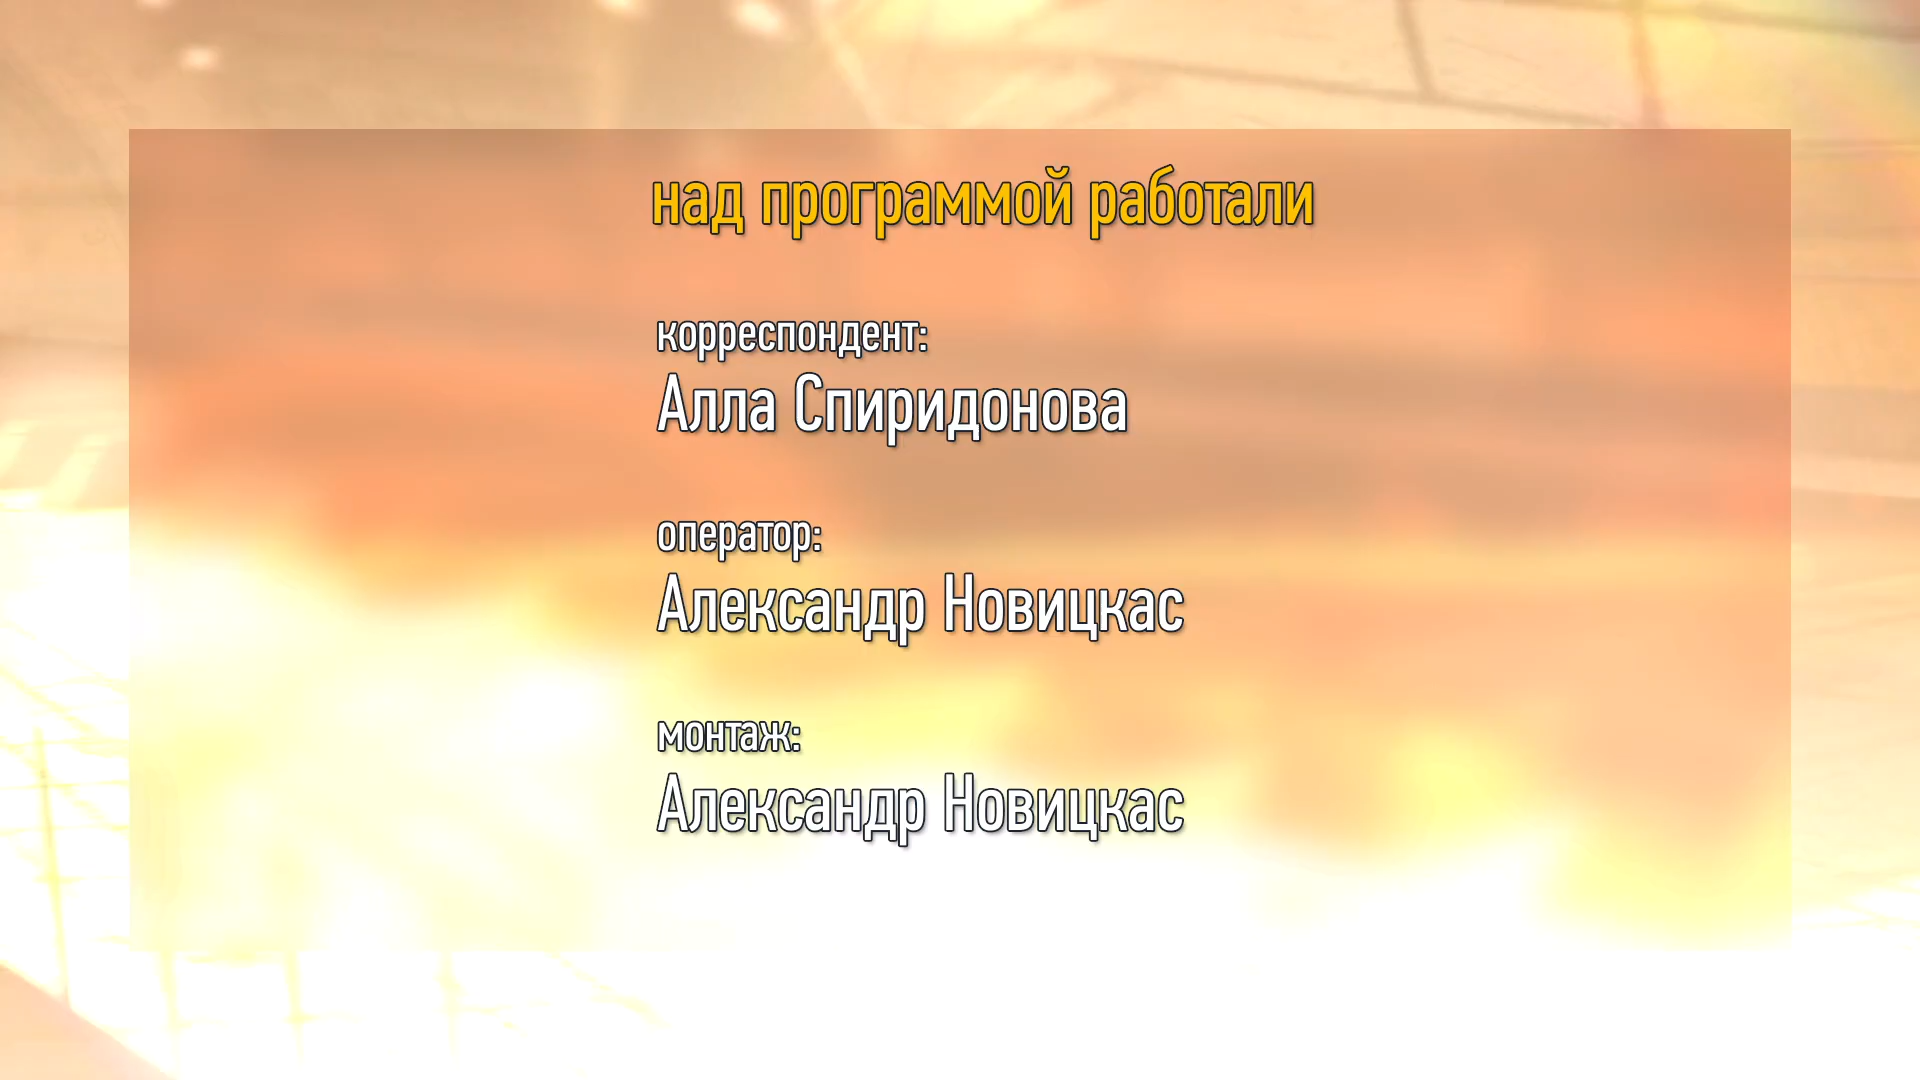 над программой работали
корреспондент:
Алла Спиридонова
оператор:
Александр Новицкас
монтаж:
Александр Новицкас